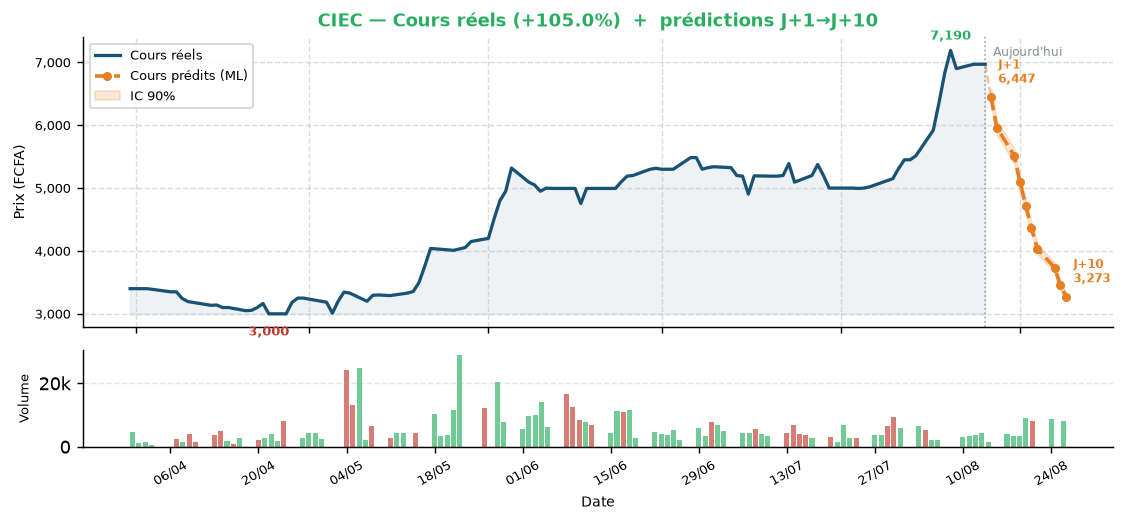 CIEC — Cours réels (+105.0%)  +  prédictions J+1→J+10
Cours réels
Cours prédits (ML)
IC 90%
7,190
Aujourd'hui
J+1
6,447
J+10
3,273
3,000
Prix (FCFA)
7,000
6,000
5,000
4,000
3,000
Volume
20k
0
06/04
20/04
04/05
18/05
01/06
15/06
29/06
13/07
27/07
10/08
24/08
Date